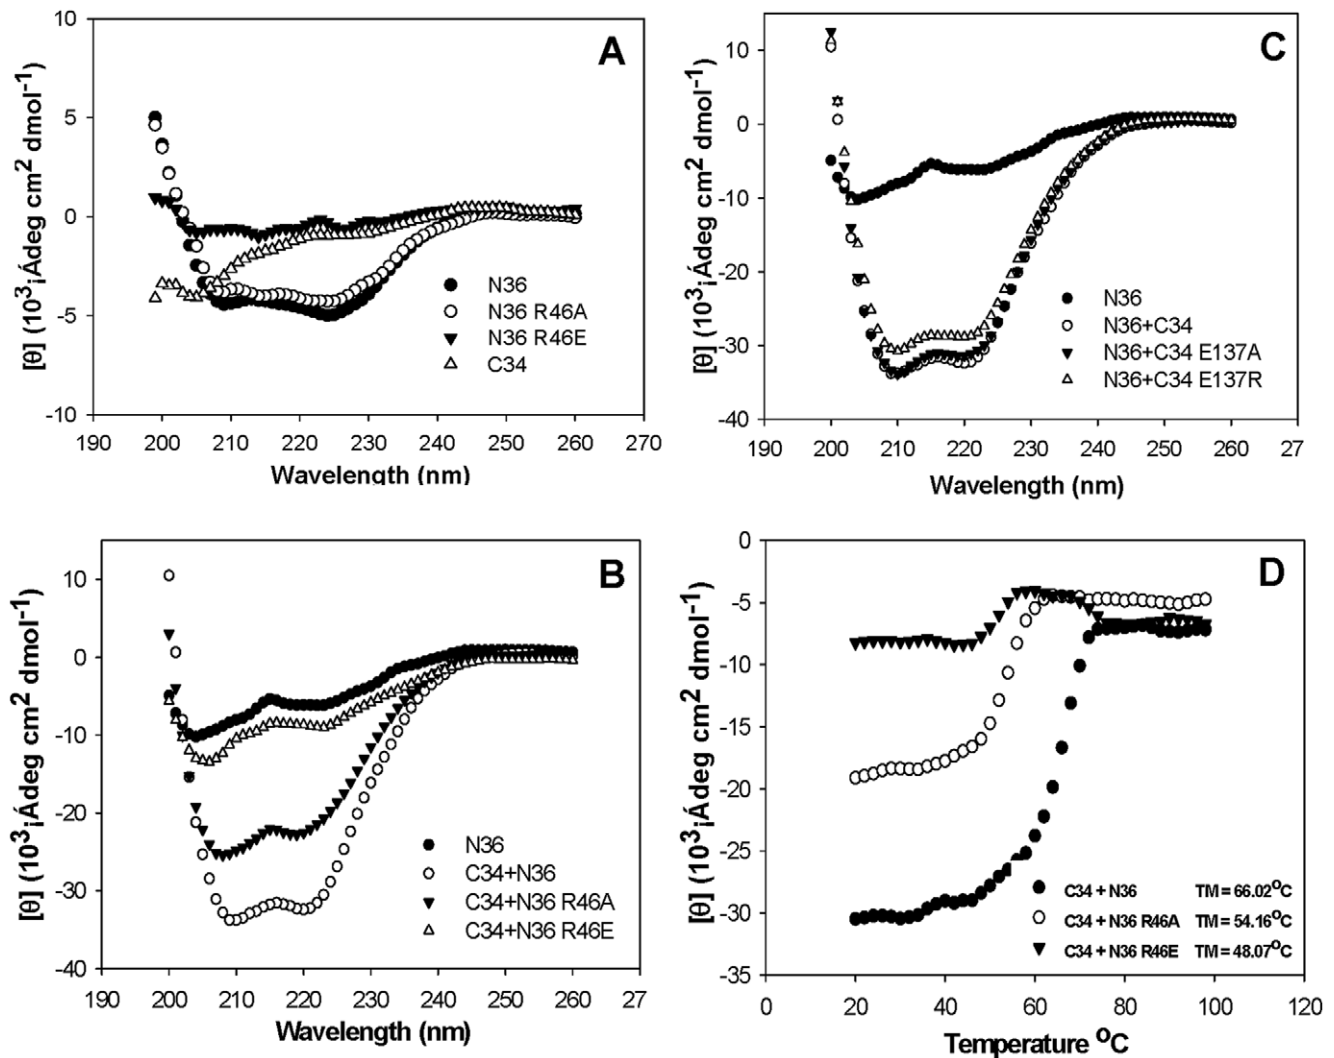 A
[θ] (10³¡Ádeg cm² dmol⁻¹)
10
5
0
-5
-10
N36
N36 R46A
N36 R46E
C34
190 200 210 220 230 240 250 260 270
Wavelength (nm)
C
[θ] (10³¡Ádeg cm² dmol⁻¹)
10
0
-10
-20
-30
-40
N36
N36+C34
N36+C34 E137A
N36+C34 E137R
190 200 210 220 230 240 250 260 27
Wavelength (nm)
B
[θ] (10³¡Ádeg cm² dmol⁻¹)
10
0
-10
-20
-30
-40
N36
C34+N36
C34+N36 R46A
C34+N36 R46E
190 200 210 220 230 240 250 260 27
Wavelength (nm)
D
[θ] (10³¡Ádeg cm² dmol⁻¹)
0
-5
-10
-15
-20
-25
-30
-35
C34 + N36 TM = 66.02°C
C34 + N36 R46A TM = 54.16°C
C34 + N36 R46E TM = 48.07°C
0 20 40 60 80 100 120
Temperature °C